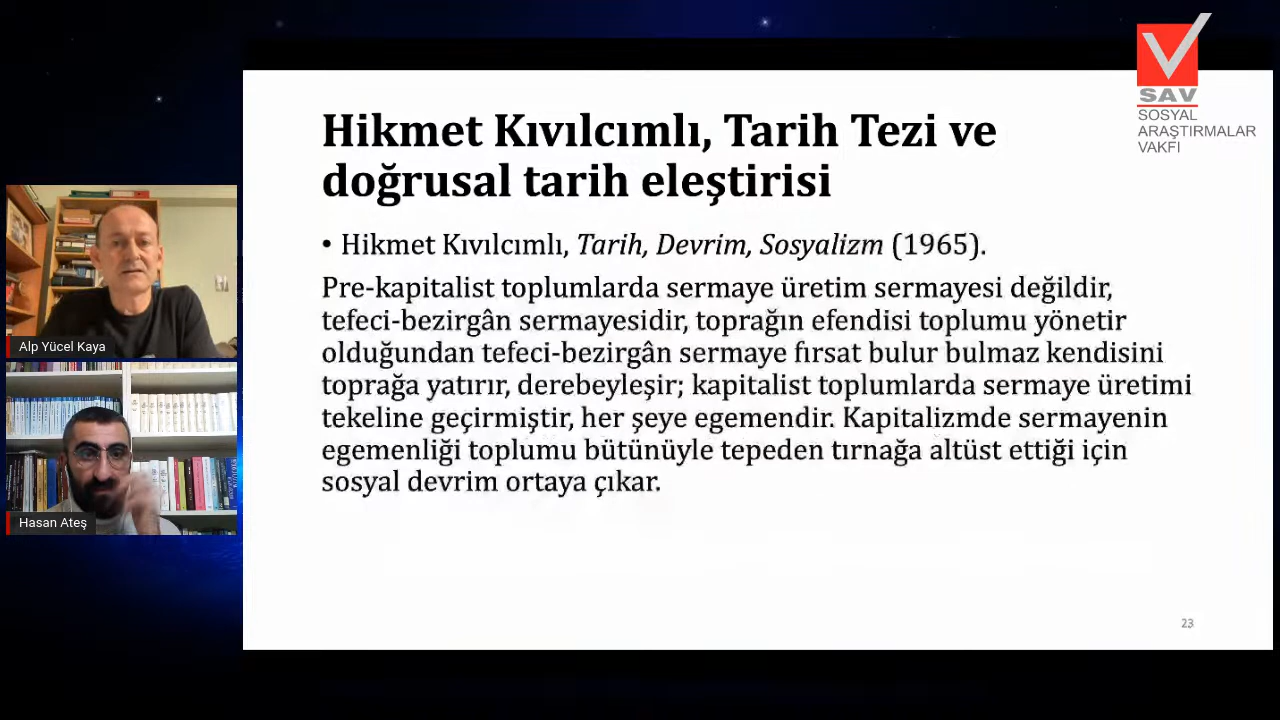 SAV
SOSYAL
ARAŞTIRMALAR
VAKFI
Hikmet Kıvılcımlı, Tarih Tezi ve
doğrusal tarih eleştirisi
• Hikmet Kıvılcımlı, Tarih, Devrim, Sosyalizm (1965).
Pre-kapitalist toplumlarda sermaye üretim sermayesi değildir,
tefeci-bezirgân sermayesidir, toprağın efendisi toplumu yönetir
olduğundan tefeci-bezirgân sermaye fırsat bulur bulmaz kendisini
toprağa yatırır, derebeyleşir; kapitalist toplumlarda sermaye üretimi
tekeline geçirmiştir, her şeye egemendir. Kapitalizmde sermayenin
egemenliği toplumu bütünüyle tepeden tırnağa altüst ettiği için
sosyal devrim ortaya çıkar.
23
Alp Yücel Kaya
Hasan Ateş